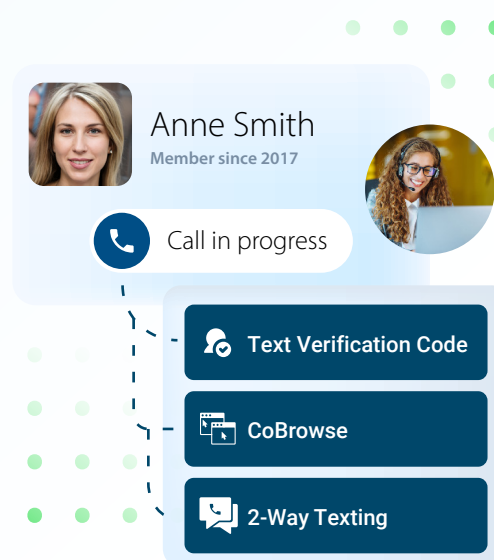 Anne Smith
Member since 2017
Call in progress
Text Verification Code
CoBrowse
2-Way Texting